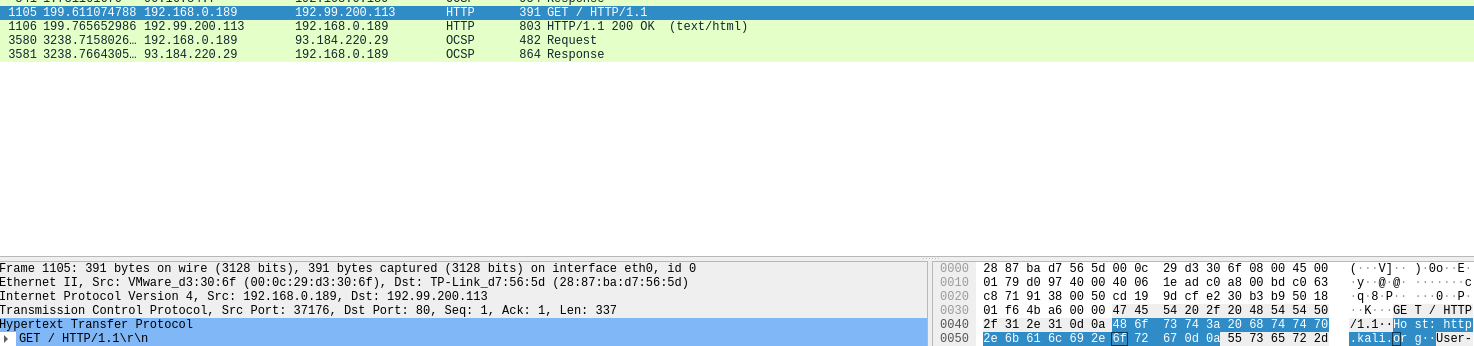 1105 199.611074788 192.168.0.189 192.99.200.113 HTTP 391 GET / HTTP/1.1
1106 199.765652986 192.99.200.113 192.168.0.189 HTTP 803 HTTP/1.1 200 OK (text/html)
3580 3238.7158026… 192.168.0.189 93.184.220.29 OCSP 482 Request
3581 3238.7664305… 93.184.220.29 192.168.0.189 OCSP 864 Response
Frame 1105: 391 bytes on wire (3128 bits), 391 bytes captured (3128 bits) on interface eth0, id 0
Ethernet II, Src: VMware_d3:30:6f (00:0c:29:d3:30:6f), Dst: TP-Link_d7:56:5d (28:87:ba:d7:56:5d)
Internet Protocol Version 4, Src: 192.168.0.189, Dst: 192.99.200.113
Transmission Control Protocol, Src Port: 37176, Dst Port: 80, Seq: 1, Ack: 1, Len: 337
Hypertext Transfer Protocol
GET / HTTP/1.1\r\n
0000 28 87 ba d7 56 5d 00 0c 29 d3 30 6f 08 00 45 00 (···V]·· )·0o··E·
0010 01 79 d0 97 40 00 40 06 1e ad c0 a8 00 bd c0 63 ·y··@·@· ·······c
0020 c8 71 91 38 00 50 cd 19 9d cf e2 30 b3 b9 50 18 ·q·8·P·· ···0··P·
0030 01 f6 4b a6 00 00 47 45 54 20 2f 20 48 54 54 50 ··K···GE T / HTTP
0040 2f 31 2e 31 0d 0a 48 6f 73 74 3a 20 68 74 74 70 /1.1··Ho st: http
0050 2e 6b 61 6c 69 2e 6f 72 67 0d 0a 55 73 65 72 2d .kali.or g··User-